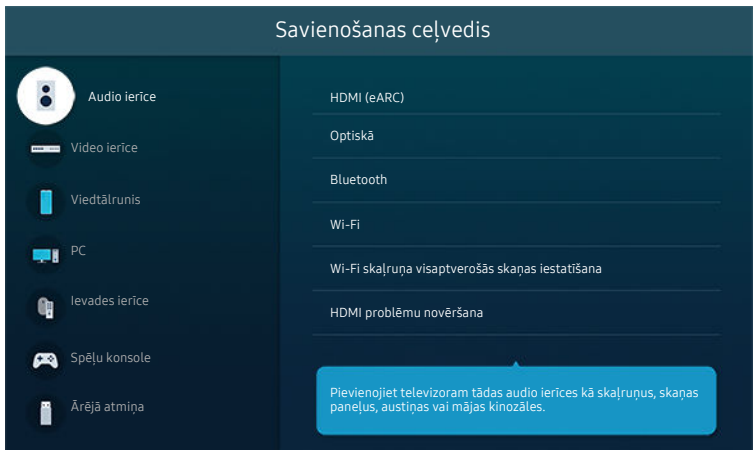 Savienošanas ceļvedis
Audio ierīce
Video ierīce
Viedtālrunis
PC
Ievades ierīce
Spēļu konsole
Ārējā atmiņa
HDMI (eARC)
Optiskā
Bluetooth
Wi-Fi
Wi-Fi skaļruņa visaptverošās skaņas iestatīšana
HDMI problēmu novēršana
Pievienojiet televizoram tādas audio ierīces kā skaļruņus, skaņas
paneļus, austiņas vai mājas kinozāles.